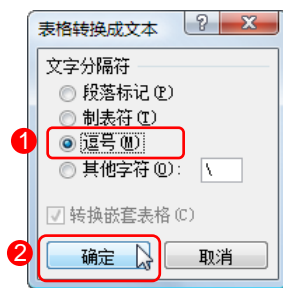 表格转换成文本
文字分隔符
段落标记(P)
制表符(T)
1
逗号(M)
其他字符(O): \
转换嵌套表格(C)
2
确定 取消